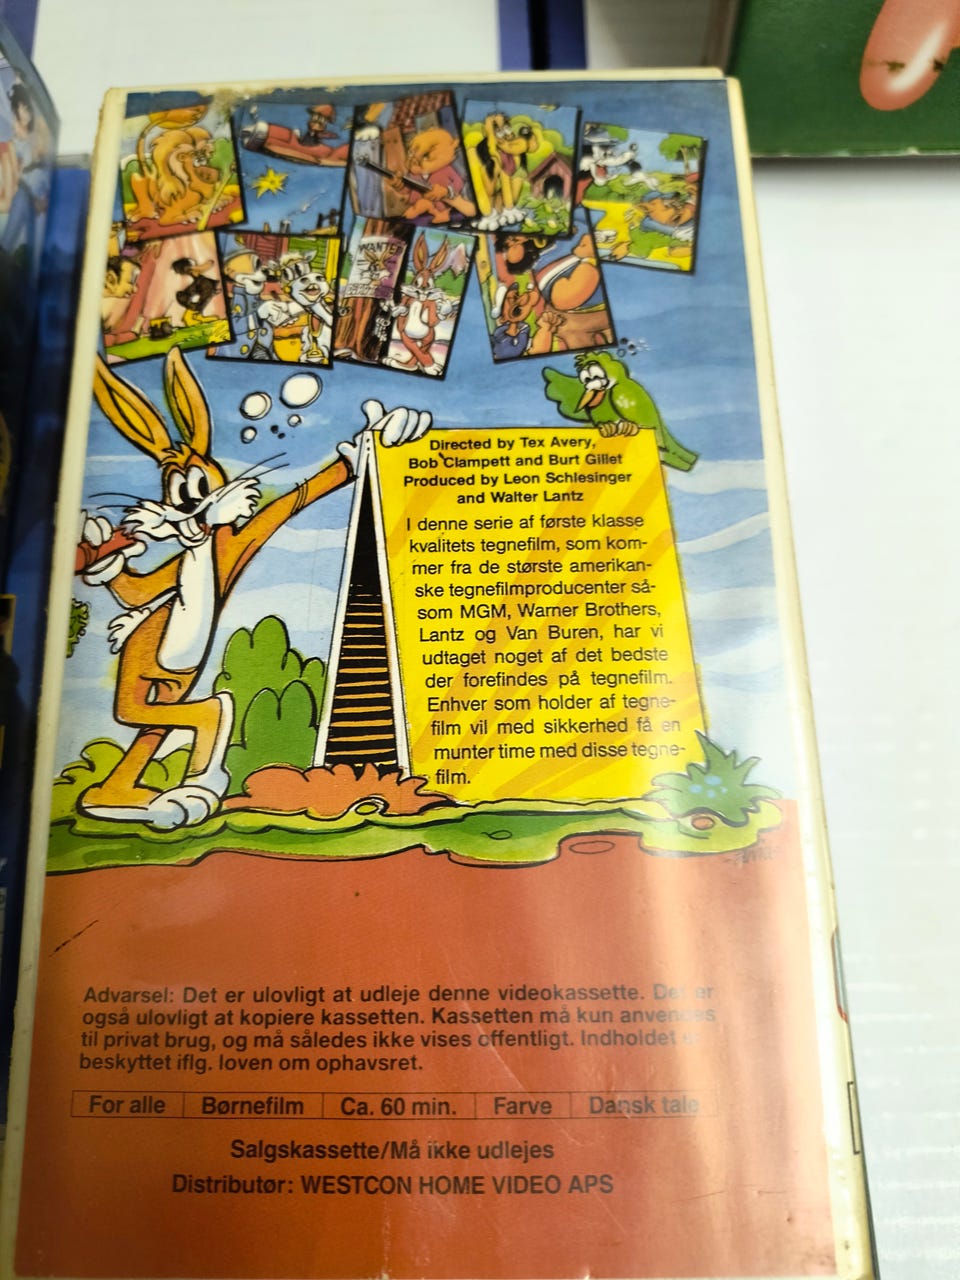 WANTED
Directed by Tex Avery,
Bob Clampett and Burt Gillet
Produced by Leon Schlesinger
and Walter Lantz
I denne serie af første klasse
kvalitets tegnefilm, som kom-
mer fra de største amerikan-
ske tegnefilmproducenter så-
som MGM, Warner Brothers,
Lantz og Van Buren, har vi
udtaget noget af det bedste
der forefindes på tegnefilm.
Enhver som holder af tegne-
film vil med sikkerhed få en
munter time med disse tegne-
film.
Advarsel: Det er ulovligt at udleje denne videokassette. Det er
også ulovligt at kopiere kassetten. Kassetten må kun anvendes
til privat brug, og må således ikke vises offentligt. Indholdet er
beskyttet iflg. loven om ophavsret.
For alle Børnefilm Ca. 60 min. Farve Dansk tale
Salgskassette/Må ikke udlejes
Distributør: WESTCON HOME VIDEO APS